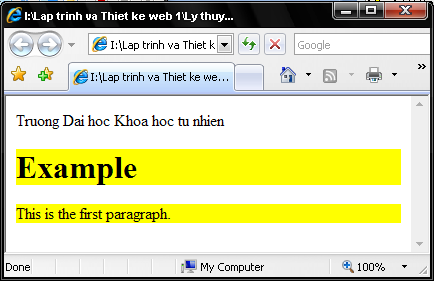 I:\Lap trinh va Thiet ke web 1\Ly thuy...
I:\Lap trinh va Thiet k
Google
I:\Lap trinh va Thiet ke we...
Truong Dai hoc Khoa hoc tu nhien
Example
This is the first paragraph.
Done
My Computer
100%